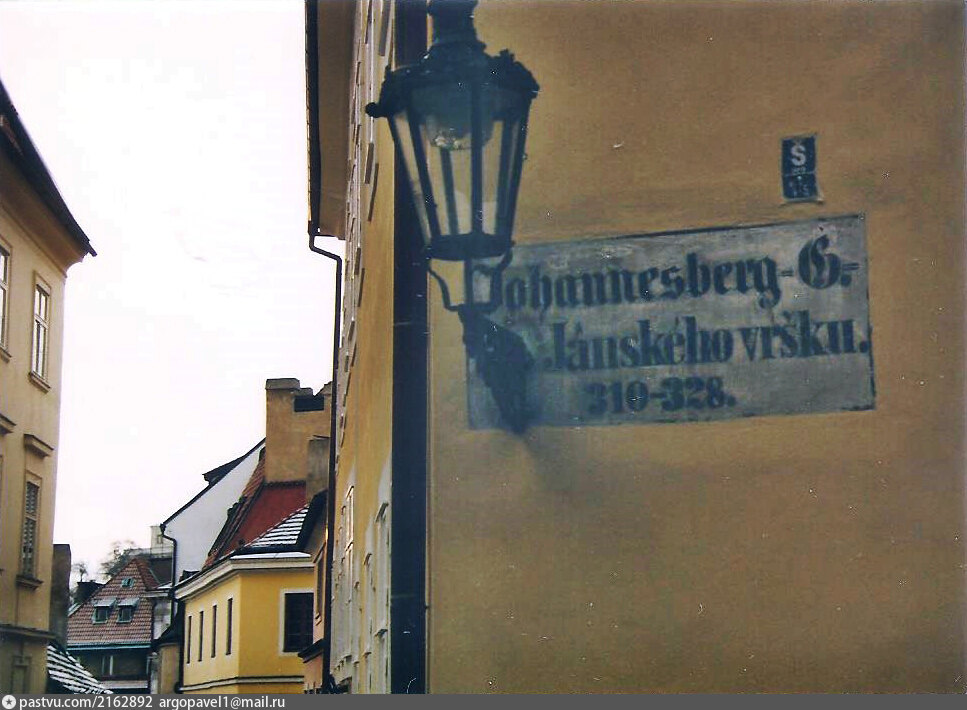 S
Johannesberg-G.
Jánského vršku.
310-328.
pastvu.com/2162892 argopavel1@mail.ru